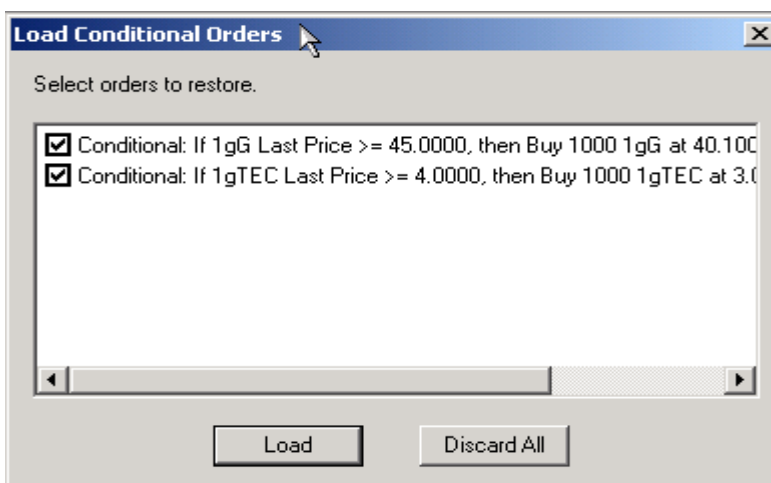 Load Conditional Orders
Select orders to restore.
Conditional: If 1gG Last Price >= 45.0000, then Buy 1000 1gG at 40.100
Conditional: If 1gTEC Last Price >= 4.0000, then Buy 1000 1gTEC at 3.0
Load
Discard All